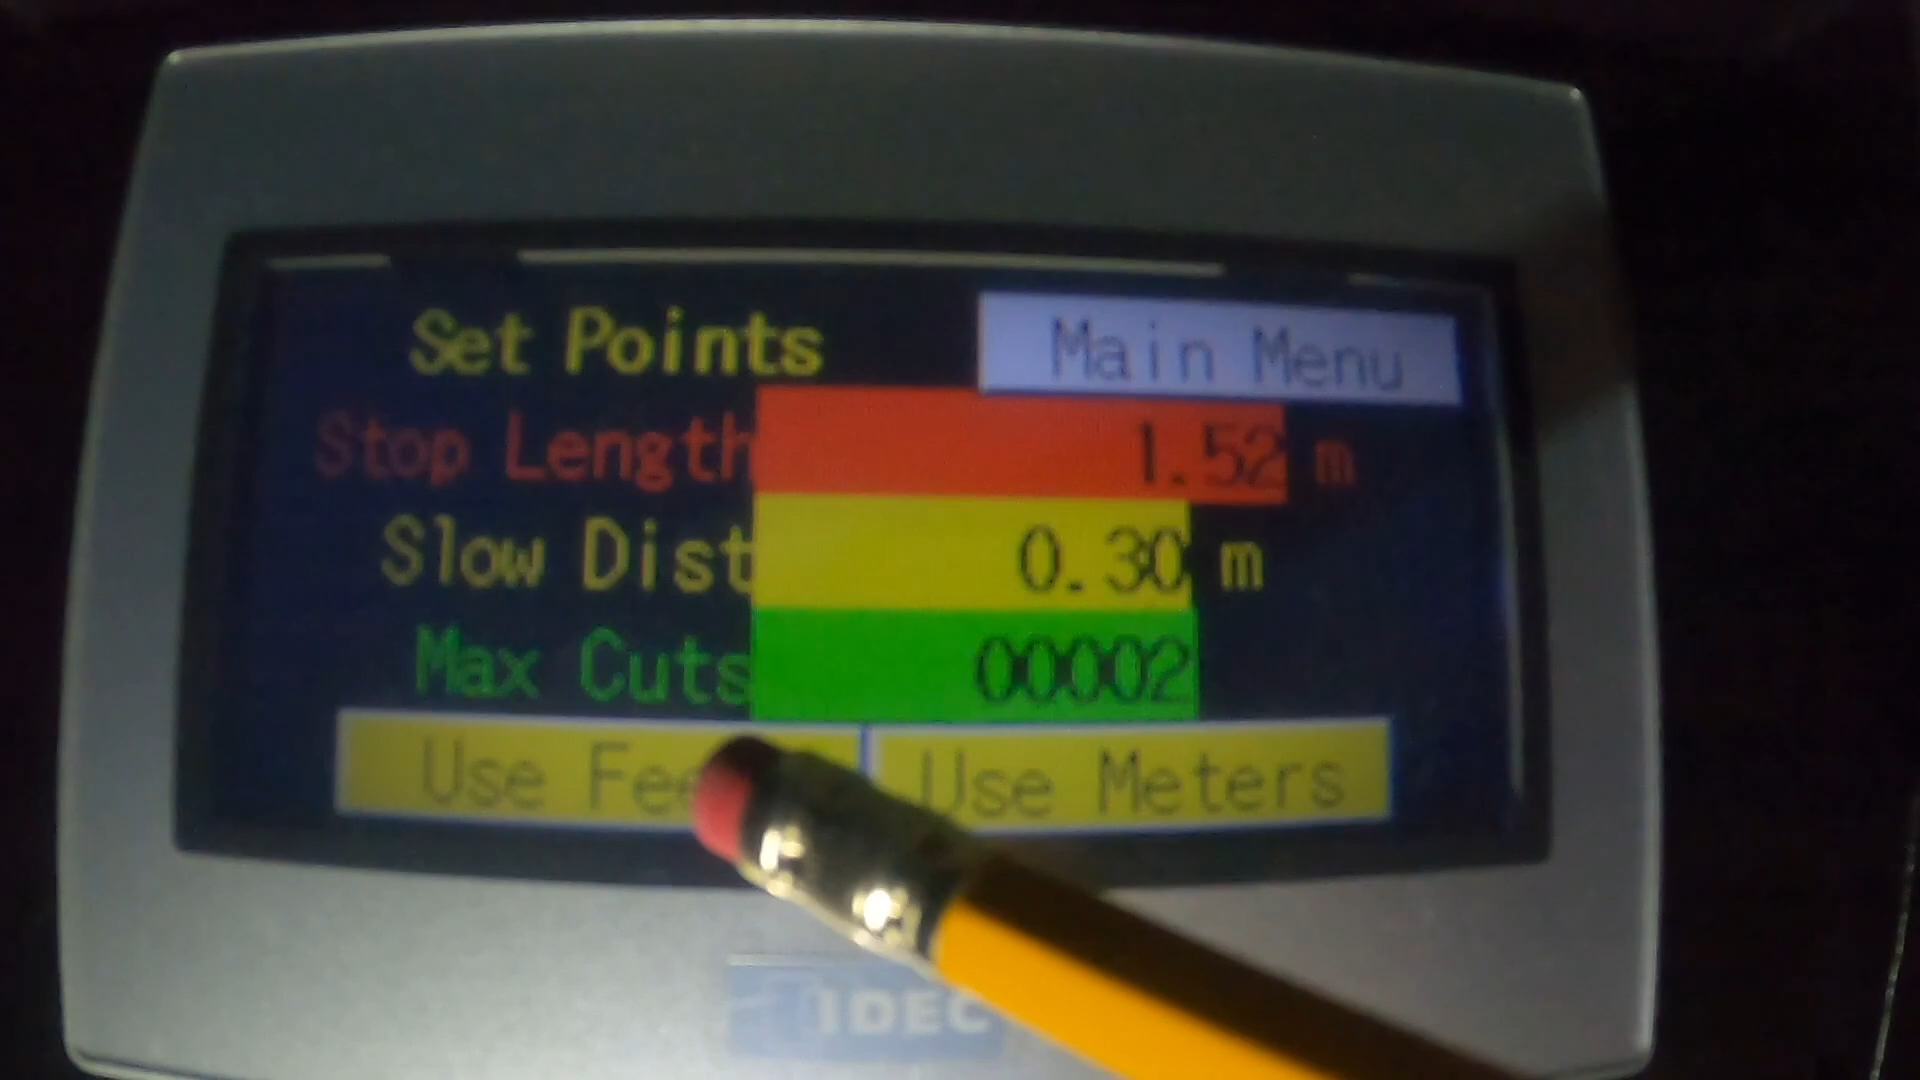 Set Points Main Menu
Stop Length 1.52 m
Slow Dist 0.30 m
Max Cuts 00002
Use Fee Use Meters
IDEC